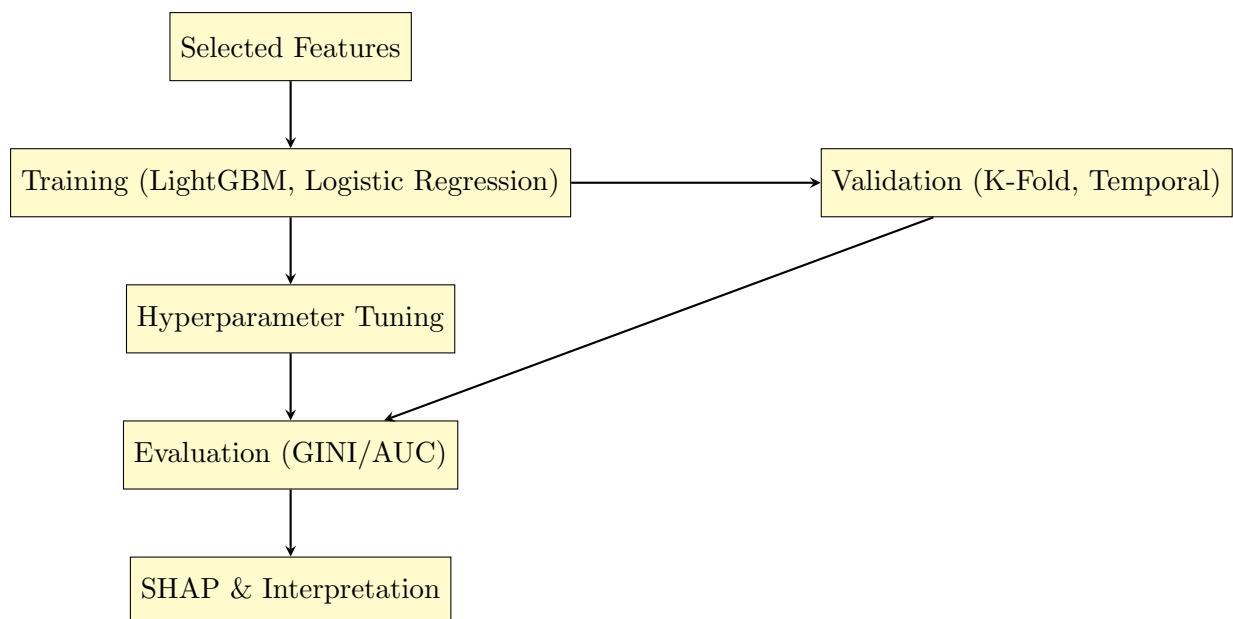 Selected Features
Training (LightGBM, Logistic Regression)
Validation (K-Fold, Temporal)
Hyperparameter Tuning
Evaluation (GINI/AUC)
SHAP & Interpretation